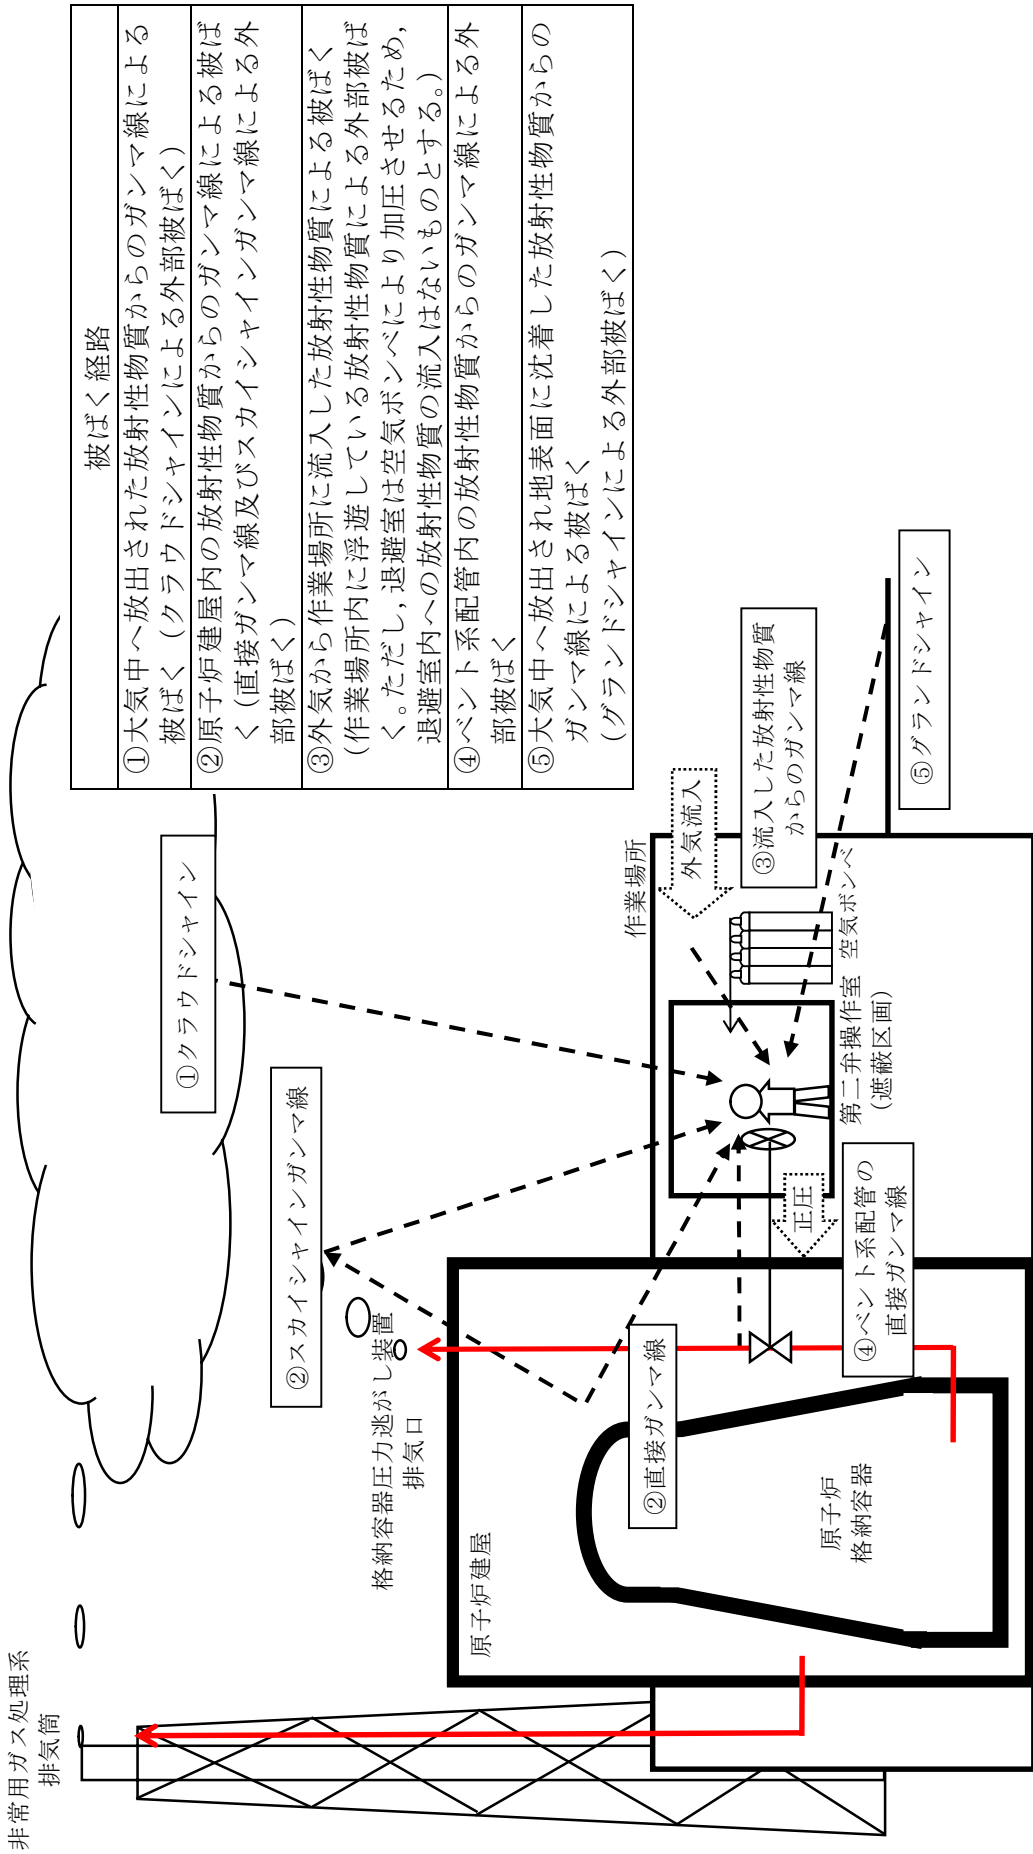 被ばく経路
①大気中へ放出された放射性物質からのガンマ線による
被ばく（クラウドシャインによる外部被ばく）
②原子炉建屋内の放射性物質からのガンマ線による被ば
く（直接ガンマ線及びスカイシャインガンマ線による外
部被ばく）
③外気から作業場所に流入した放射性物質による被ばく
（作業場所内に浮遊している放射性物質による外部被ば
く。ただし，退避室は空気ボンベにより加圧させるため，
退避室内への放射性物質の流入はないものとする。）
④ベント系配管内の放射性物質からのガンマ線による外
部被ばく
⑤大気中へ放出され地表面に沈着した放射性物質からの
ガンマ線による被ばく
（グランドシャインによる外部被ばく）
非常用ガス処理系
排気筒
①クラウドシャイン
②スカイシャインガンマ線
格納容器圧力逃がし装置
排気口
原子炉建屋
②直接ガンマ線
原子炉
格納容器
④ベント系配管の
直接ガンマ線
正圧
作業場所
外気流入
③流入した放射性物質
からのガンマ線
空気ボンベ
第二弁操作室
（遮蔽区画）
⑤グランドシャイン